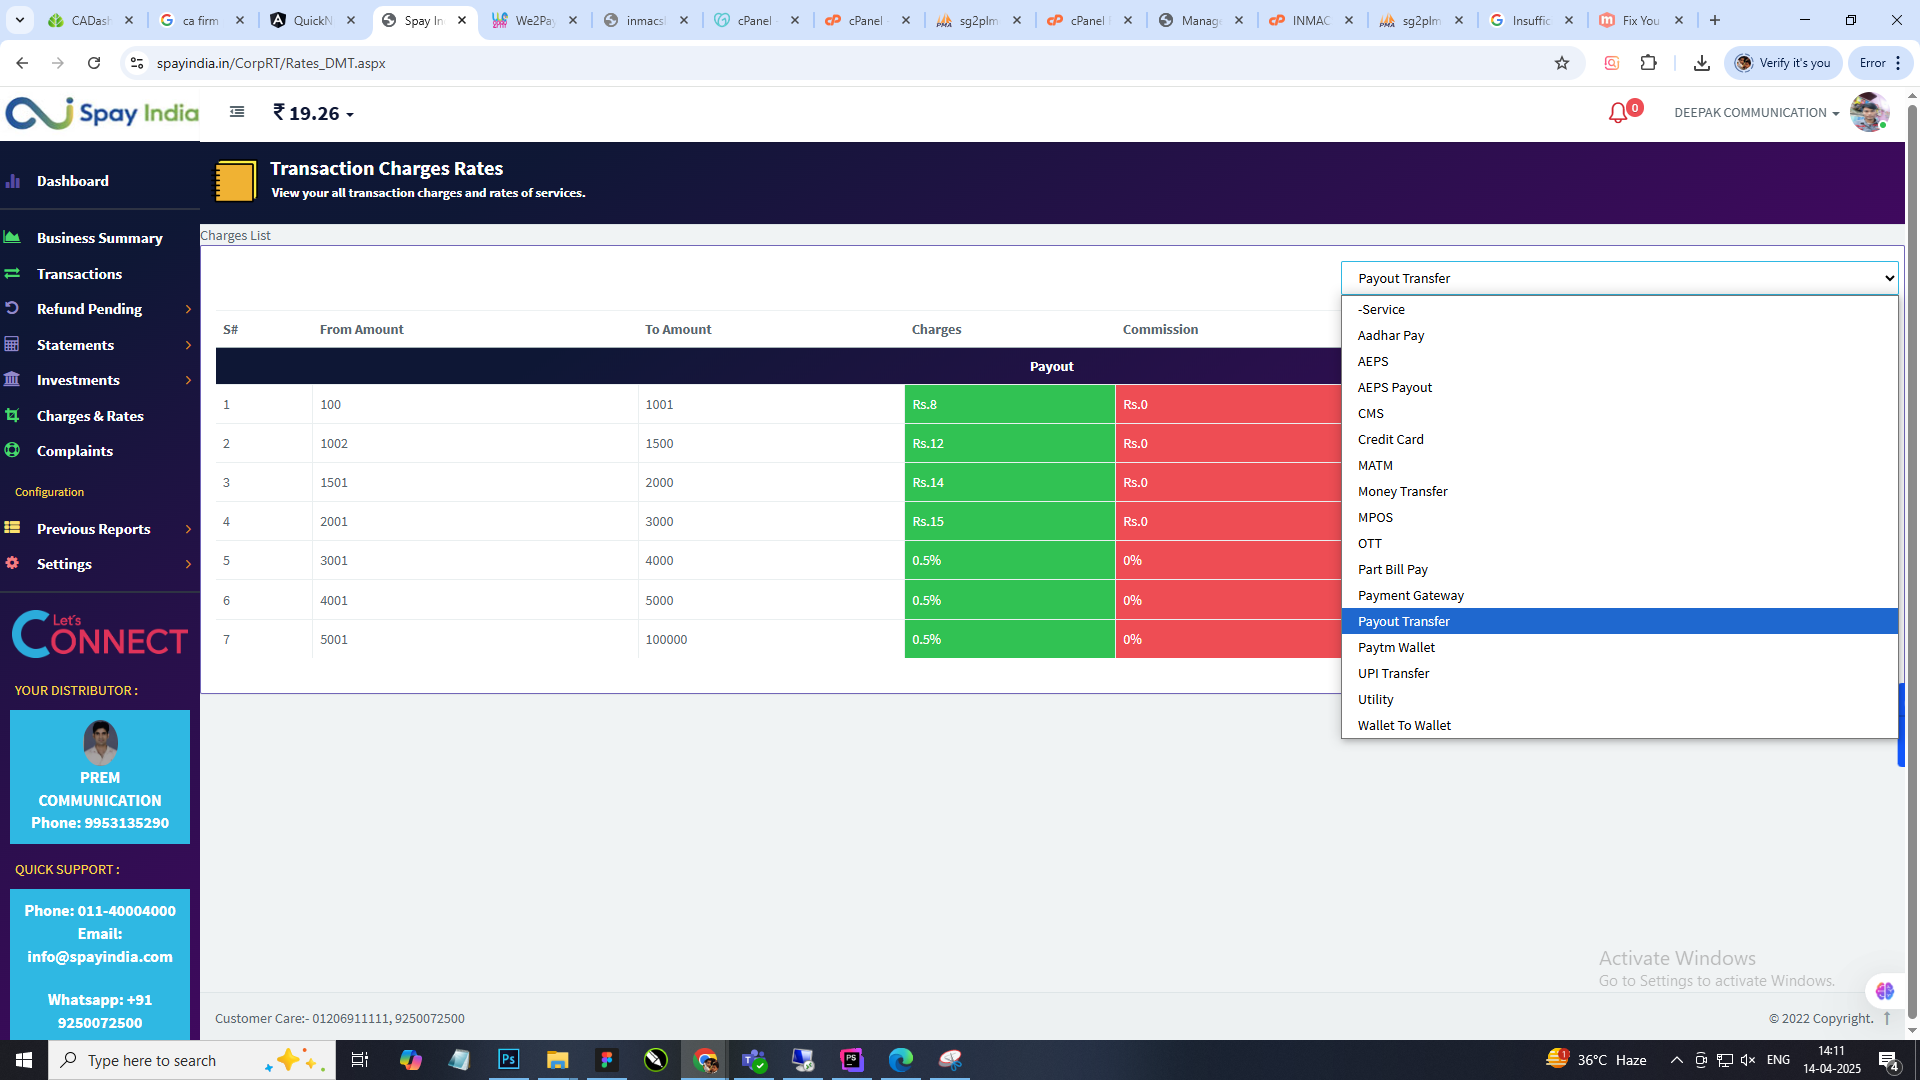 CADash
ca firm
QuickN
Spay In
We2Pay
inmacs
cPanel
cPanel -
sg2plm
cPanel
Manage
INMAC
sg2plm
Insuffic
Fix You
spayindia.in/CorpRT/Rates_DMT.aspx
Verify it's you
Error
Spay India
₹ 19.26
0
DEEPAK COMMUNICATION
Transaction Charges Rates
View your all transaction charges and rates of services.
Dashboard
Business Summary
Transactions
Refund Pending
Statements
Investments
Charges & Rates
Complaints
Configuration
Previous Reports
Settings
Let's
CONNECT
YOUR DISTRIBUTOR :
PREM
COMMUNICATION
Phone: 9953135290
QUICK SUPPORT :
Phone: 011-40004000
Email:
info@spayindia.com
Whatsapp: +91
9250072500
Charges List
Payout Transfer
S# From Amount To Amount Charges Commission
Payout
1 100 1001 Rs.8 Rs.0
2 1002 1500 Rs.12 Rs.0
3 1501 2000 Rs.14 Rs.0
4 2001 3000 Rs.15 Rs.0
5 3001 4000 0.5% 0%
6 4001 5000 0.5% 0%
7 5001 100000 0.5% 0%
-Service
Aadhar Pay
AEPS
AEPS Payout
CMS
Credit Card
MATM
Money Transfer
MPOS
OTT
Part Bill Pay
Payment Gateway
Payout Transfer
Paytm Wallet
UPI Transfer
Utility
Wallet To Wallet
Activate Windows
Go to Settings to activate Windows.
Customer Care:- 01206911111, 9250072500
© 2022 Copyright.
Type here to search
Ps
PS
1
36°C Haze
ENG
14:11
14-04-2025
4